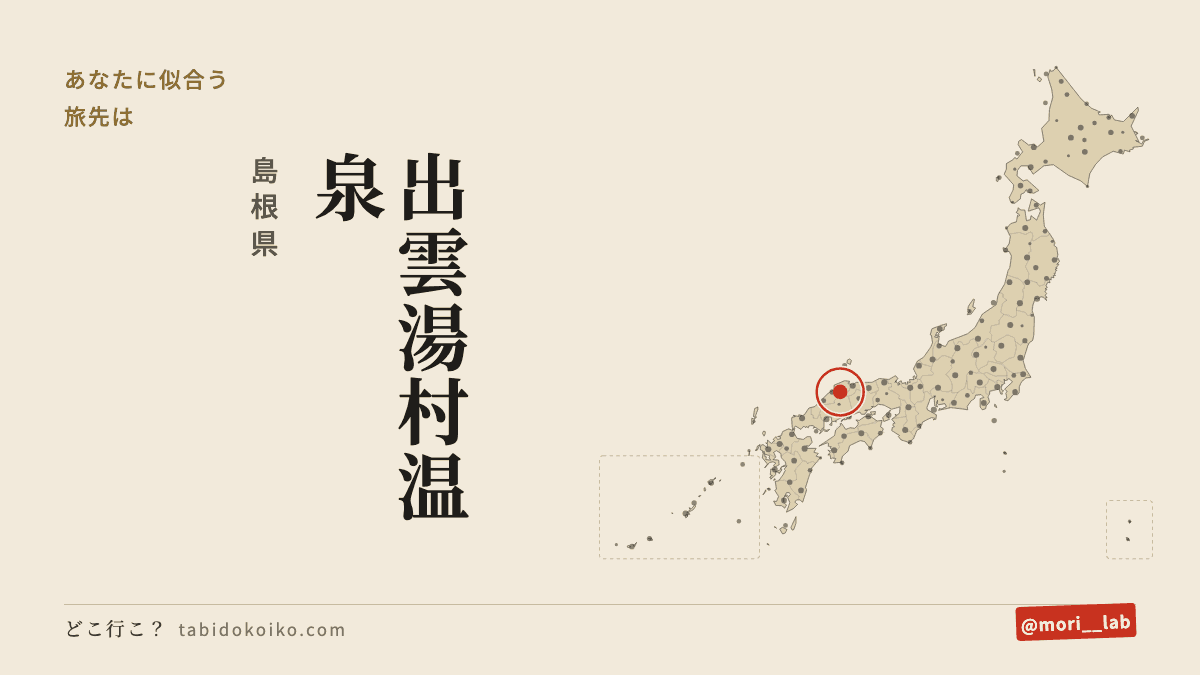 あなたに似合う
旅先は
出雲湯村温
泉
島根県
どこ行こ？ tabidokoiko.com
@mori__lab